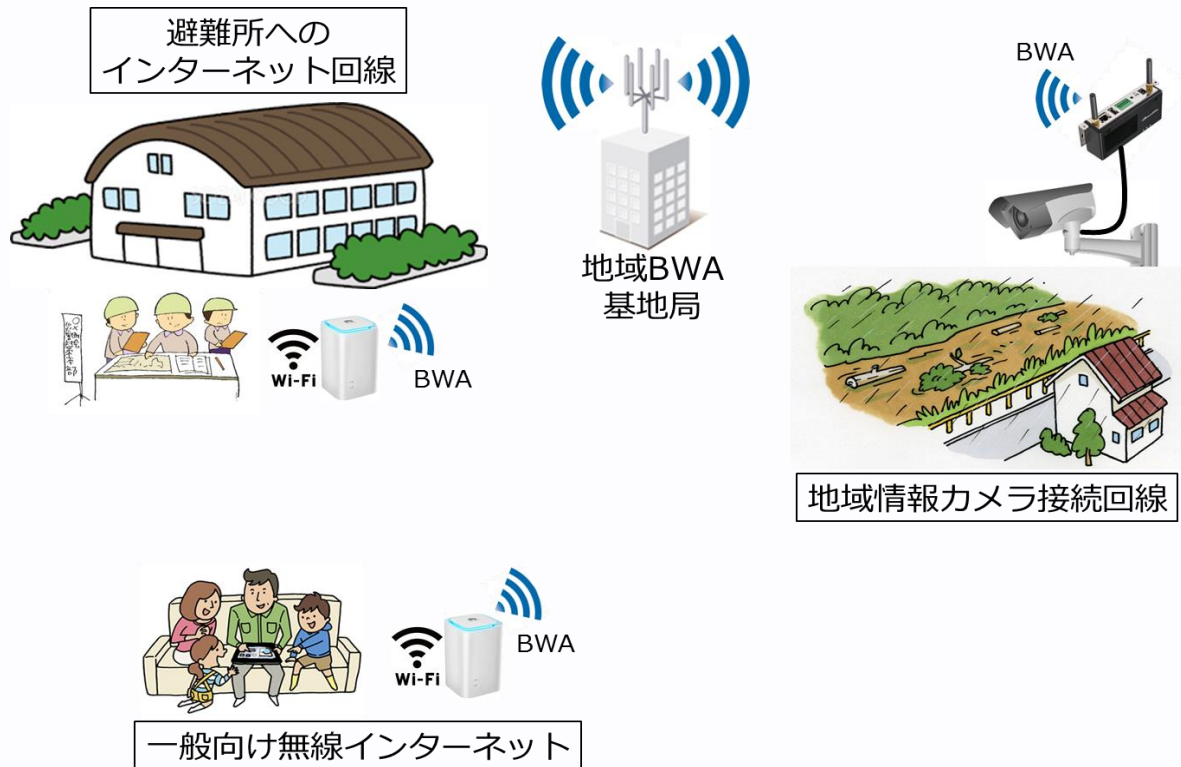 避難所への
インターネット回線
地域BWA
基地局
BWA
Wi-Fi
BWA
地域情報カメラ接続回線
Wi-Fi
BWA
一般向け無線インターネット